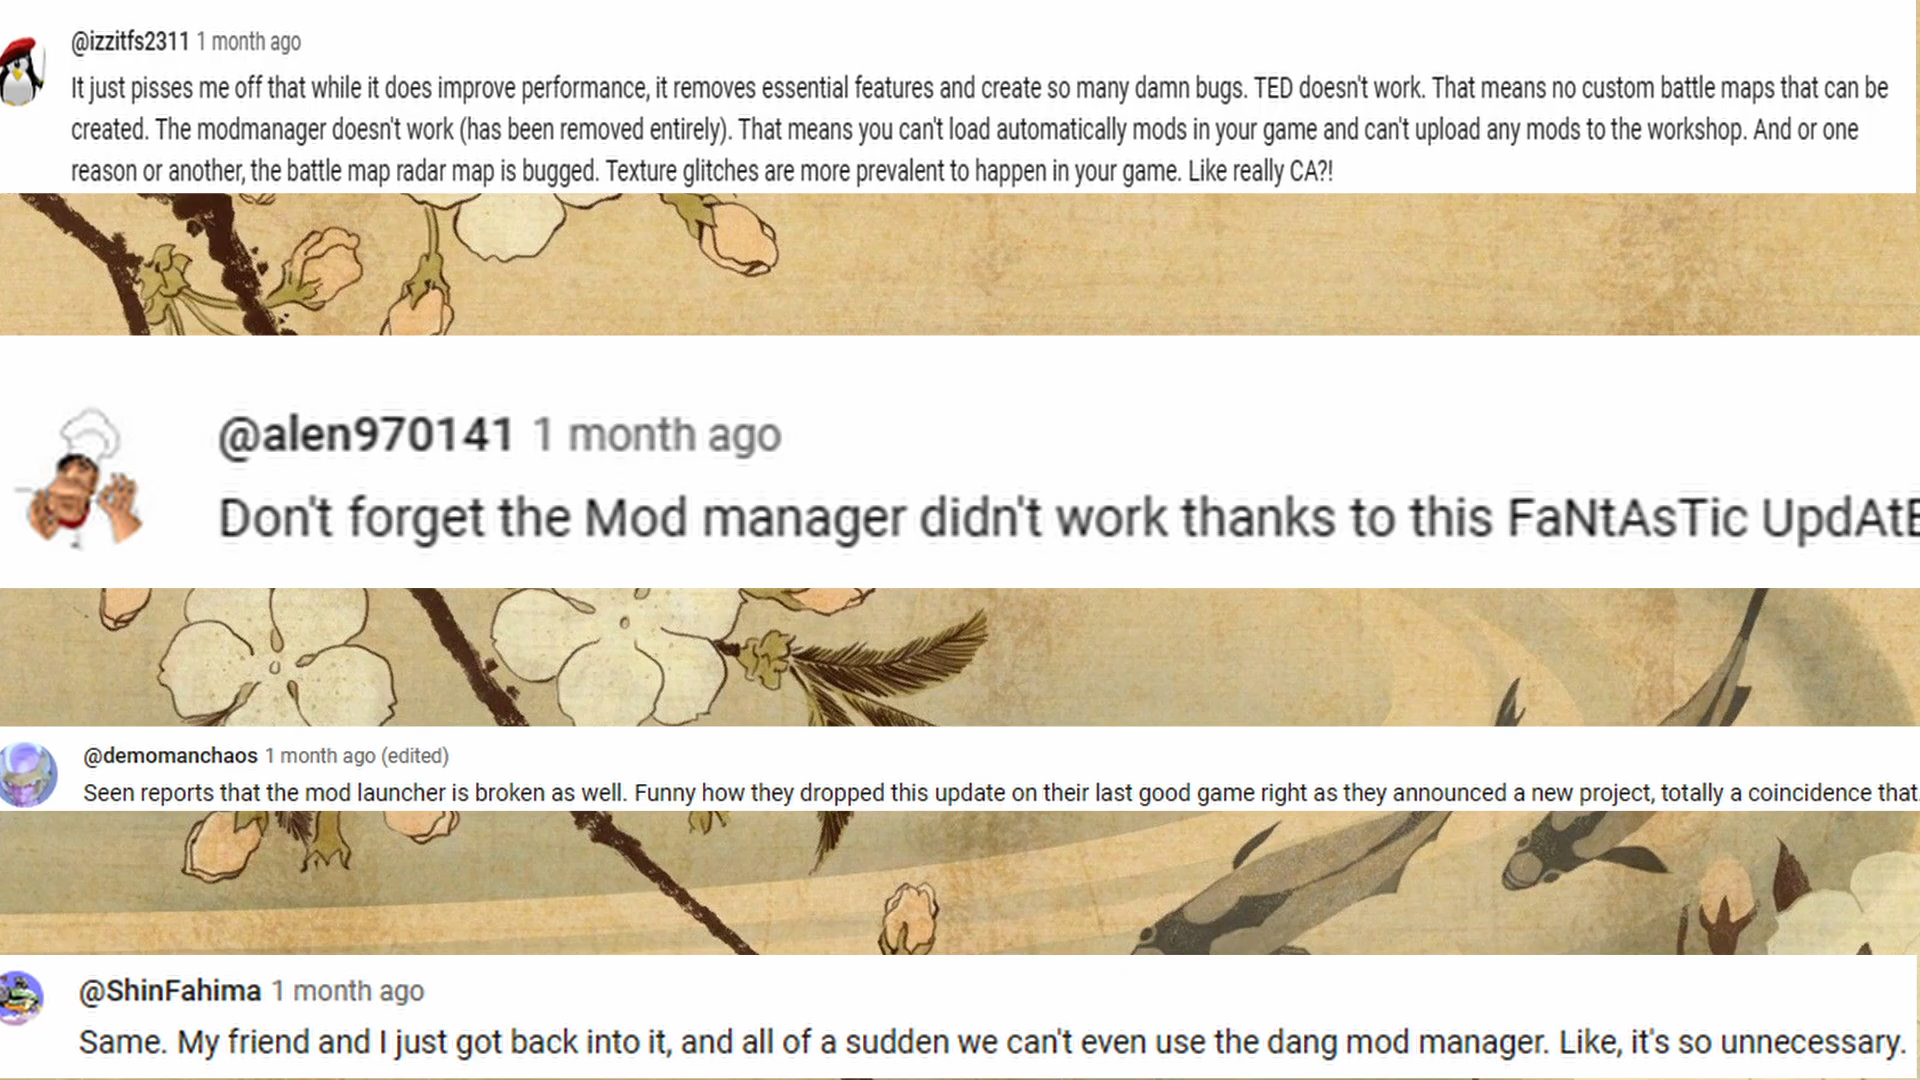 @izzitfs2311 1 month ago
It just pisses me off that while it does improve performance, it removes essential features and create so many damn bugs. TED doesn't work. That means no custom battle maps that can be
created. The modmanager doesn't work (has been removed entirely). That means you can't load automatically mods in your game and can't upload any mods to the workshop. And or one
reason or another, the battle map radar map is bugged. Texture glitches are more prevalent to happen in your game. Like really CA?!
@alen970141 1 month ago
Don't forget the Mod manager didn't work thanks to this FaNtAsTic UpdAtE
@demomanchaos 1 month ago (edited)
Seen reports that the mod launcher is broken as well. Funny how they dropped this update on their last good game right as they announced a new project, totally a coincidence that.
@ShinFahima 1 month ago
Same. My friend and I just got back into it, and all of a sudden we can't even use the dang mod manager. Like, it's so unnecessary.